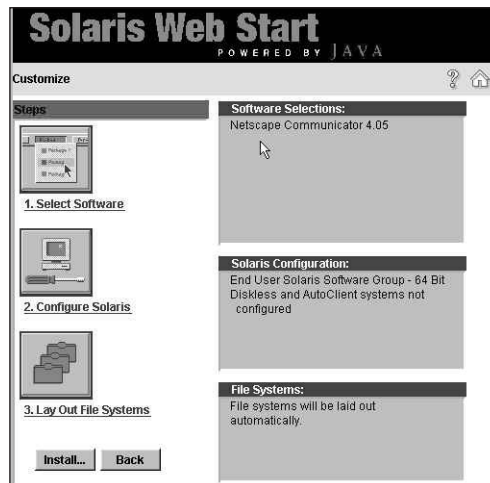 Solaris Web Start
POWERED BY JAVA
Customize
Steps
1. Select Software
2. Configure Solaris
3. Lay Out File Systems
Install... Back
Software Selections:
Netscape Communicator 4.05
Solaris Configuration:
End User Solaris Software Group - 64 Bit
Diskless and AutoClient systems not
configured
File Systems:
File systems will be laid out
automatically.